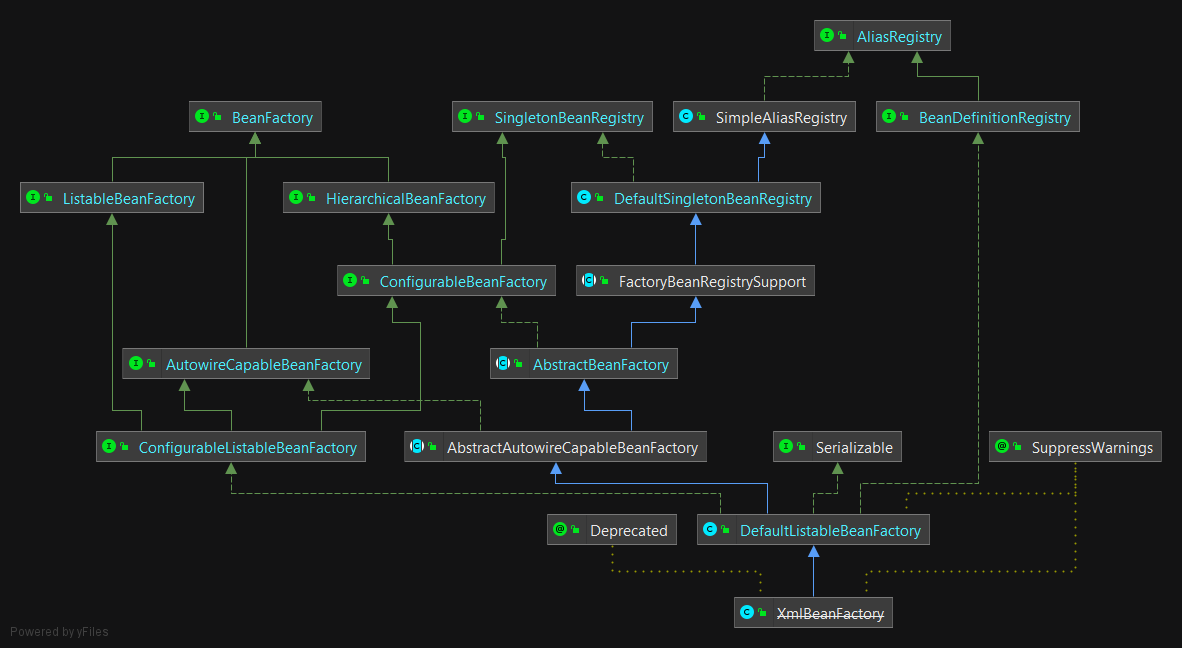 AliasRegistry
BeanFactory
SingletonBeanRegistry
SimpleAliasRegistry
BeanDefinitionRegistry
ListableBeanFactory
HierarchicalBeanFactory
DefaultSingletonBeanRegistry
ConfigurableBeanFactory
FactoryBeanRegistrySupport
AutowireCapableBeanFactory
AbstractBeanFactory
ConfigurableListableBeanFactory
AbstractAutowireCapableBeanFactory
Serializable
SuppressWarnings
Deprecated
DefaultListableBeanFactory
XmlBeanFactory
Powered by yFiles